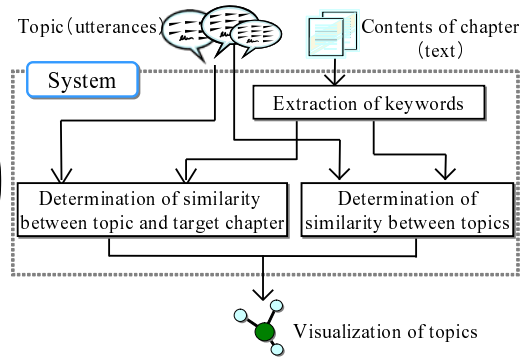 Topic(utterances)
Contents of chapter
(text)
System
Extraction of keywords
Determination of similarity
between topic and target chapter
Determination of
similarity between topics
Visualization of topics